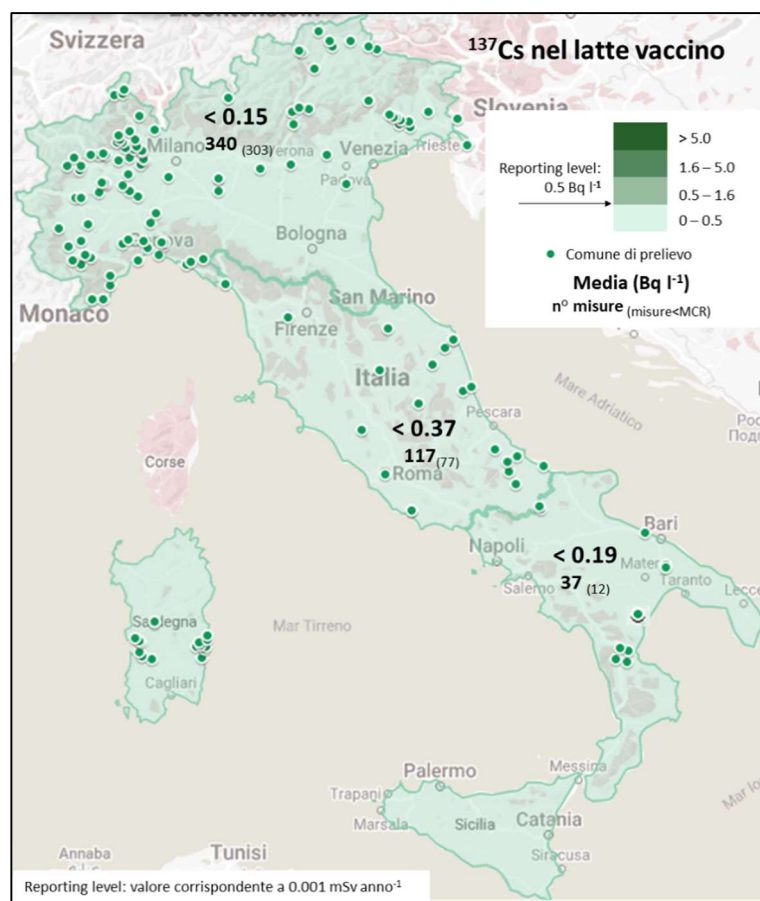 Liechtenstein
Svizzera
¹³⁷Cs nel latte vaccino
Slovenia
< 0.15
340 (303)
Milano
Verona
Venezia
Trieste
Padova
> 5.0
1.6 – 5.0
Reporting level:
0.5 Bq l⁻¹
0.5 – 1.6
0 – 0.5
Comune di prelievo
Media (Bq l⁻¹)
n° misure (misure<MCR)
Genova
Bologna
Monaco
San Marino
Firenze
Italia
Mare Adriatico
Pescara
< 0.37
117 (77)
Corse
Roma
Bari
Napoli
< 0.19
37 (12)
Matera
Salerno
Taranto
Lecce
Mar Tirreno
Sardegna
Cagliari
Palermo
Messina
Trapani
Marsala
Sicilia
Catania
Siracusa
Mar Io
Annaba
Tunisi
Reporting level: valore corrispondente a 0.001 mSv anno⁻¹